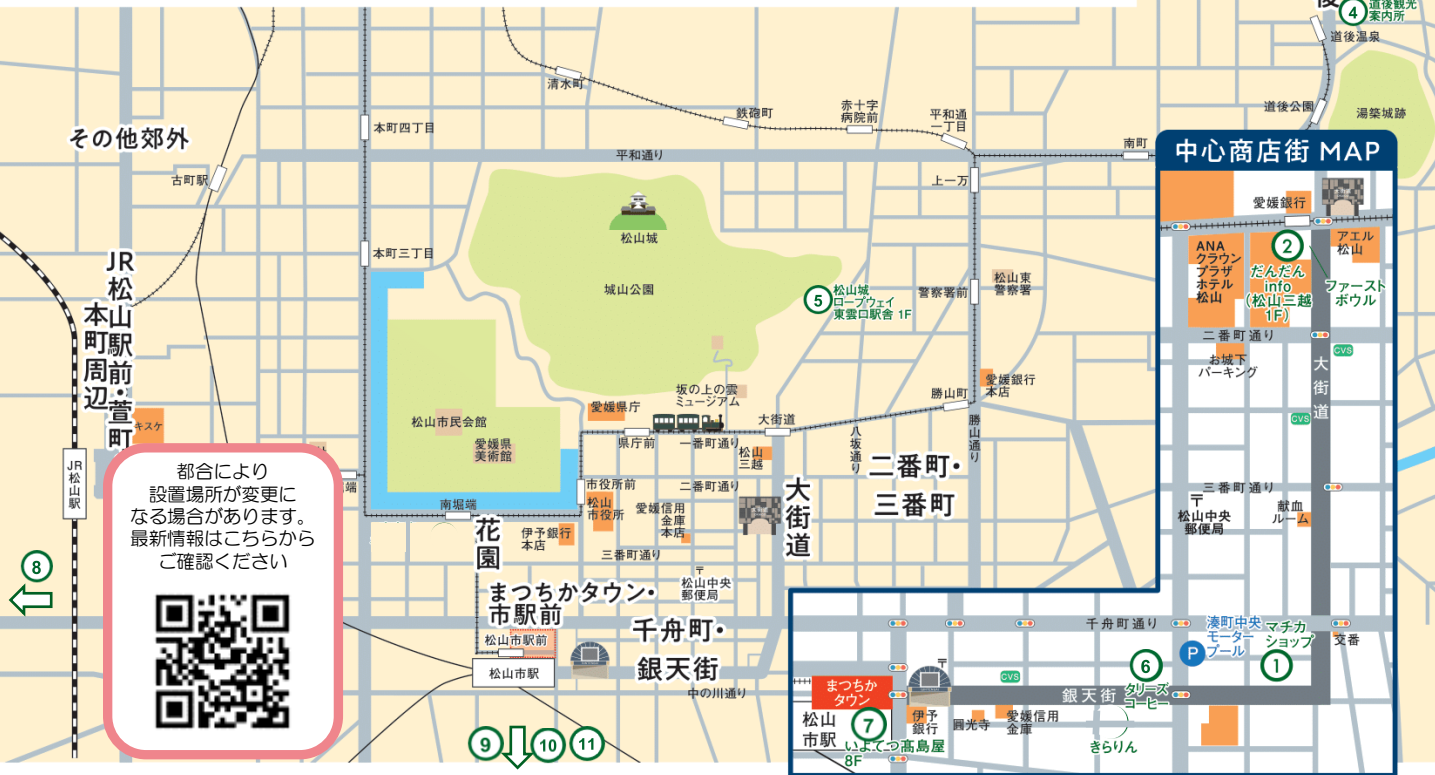 ④
道後観光
案内所
道後温泉
清水町
道後公園
湯築城跡
鉄砲町
赤十字
病院前
平和通
一丁目
本町四丁目
その他郊外
南町
平和通り
古町駅
上一万
松山城
本町三丁目
城山公園
JR松山駅前・萱町
本町周辺
⑤
松山城
ロープウェイ
東雲口駅舎 1F
警察署前
松山東
警察署
愛媛銀行
本店
勝山町
坂の上の雲
ミュージアム
愛媛県庁
キスケ
松山市民会館
愛媛県
美術館
県庁前
一番町通り
大街道
八坂通り
勝山通り
松山
三越
二番町・
三番町
JR松山駅
市役所前
二番町通り
大街道
松山
市役所
愛媛信用
金庫
本店
南堀端
花園
伊予銀行
本店
三番町通り
〒
松山中央
郵便局
まつちかタウン・
市駅前
千舟町・
銀天街
松山市駅前
松山市駅
中の川通り
⑧
⑨
⑩
⑪
都合により
設置場所が変更に
なる場合があります。
最新情報はこちらから
ご確認ください
中心商店街 MAP
愛媛銀行
アエル
松山
ANA
クラウン
プラザ
ホテル
松山
②
だんだん
info
(松山三越
1F)
ファースト
ボウル
二番町通り
CVS
お城下
パーキング
大街道
CVS
三番町通り
〒
松山中央
郵便局
献血
ルーム
千舟町通り
湊町中央
モーター
プール
P
マチカ
ショップ
①
交番
〒
CVS
⑥
タリーズ
コーヒー
銀天街
まつちか
タウン
松山
市駅
⑦
いよてつ髙島屋
8F
伊予
銀行
圓光寺
愛媛信用
金庫
きらりん